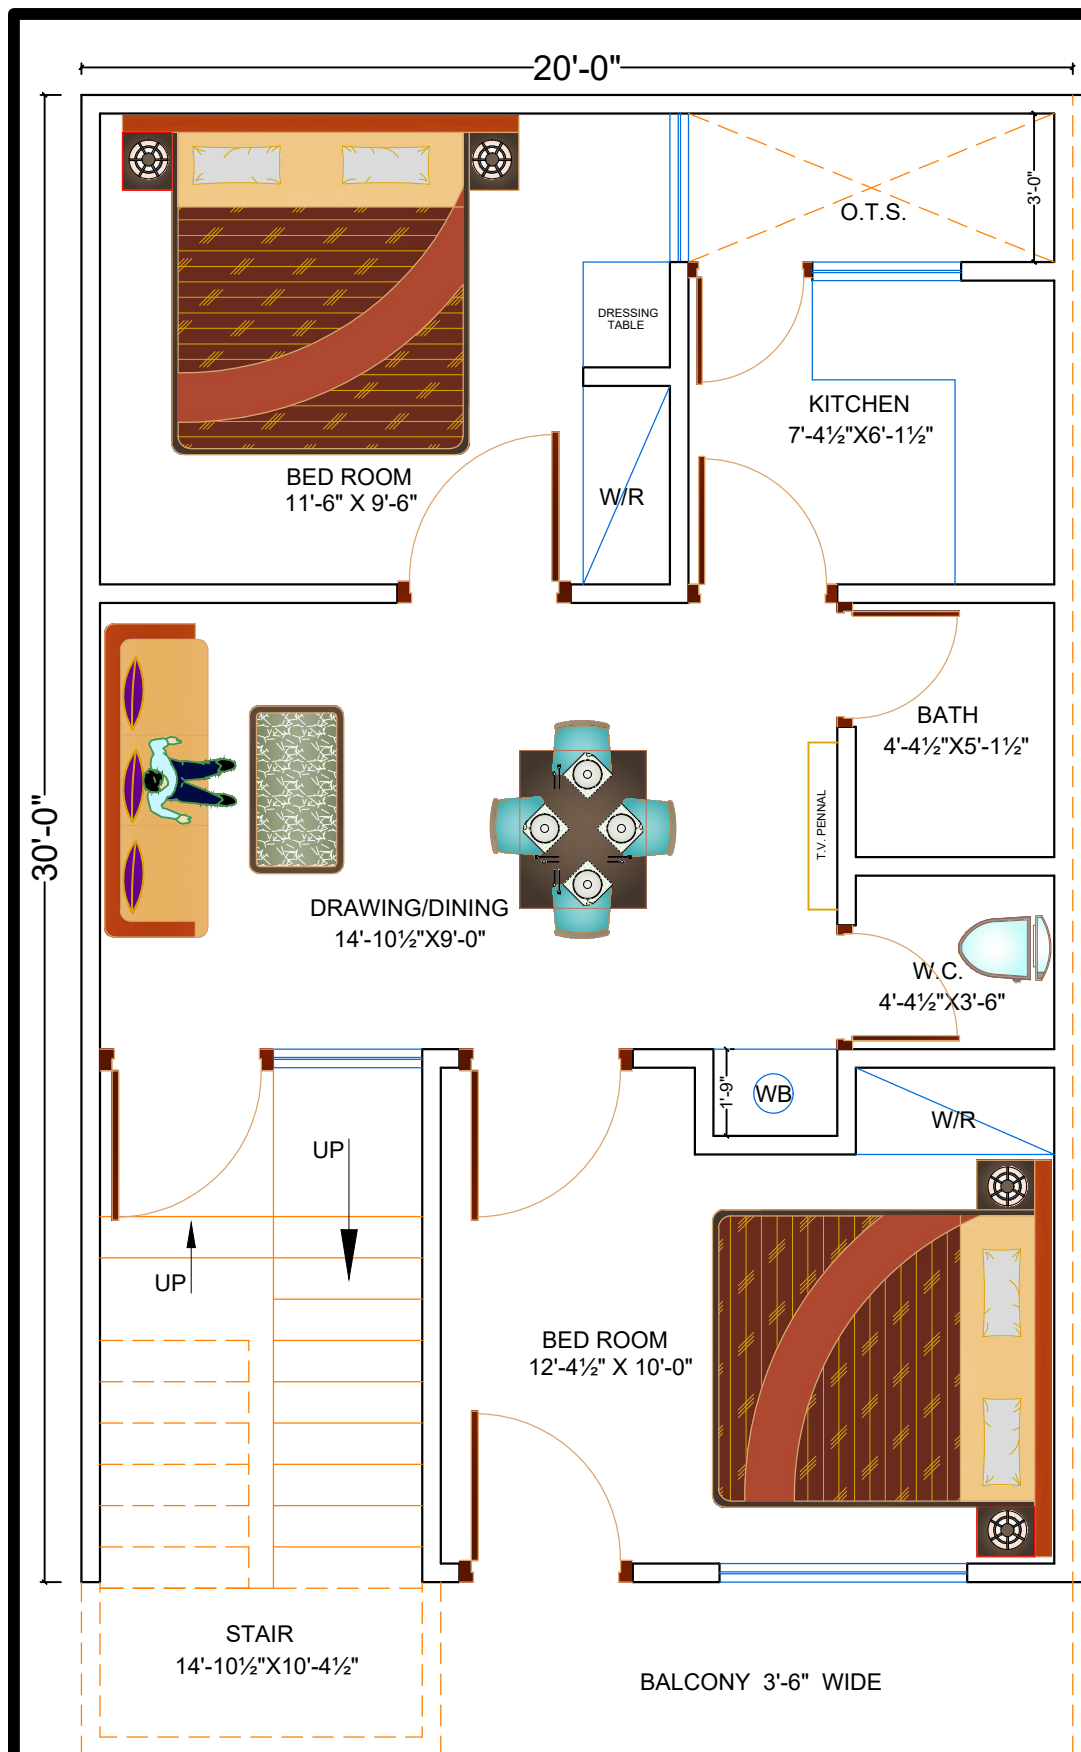 20'-0"
30'-0"
3'-0"
O.T.S.
DRESSING
TABLE
KITCHEN
7'-4½"X6'-1½"
BED ROOM
11'-6" X 9'-6"
W/R
BATH
4'-4½"X5'-1½"
T.V. PENNAL
DRAWING/DINING
14'-10½"X9'-0"
W.C.
4'-4½"X3'-6"
1'-9"
WB
W/R
UP
UP
BED ROOM
12'-4½" X 10'-0"
STAIR
14'-10½"X10'-4½"
BALCONY 3'-6" WIDE